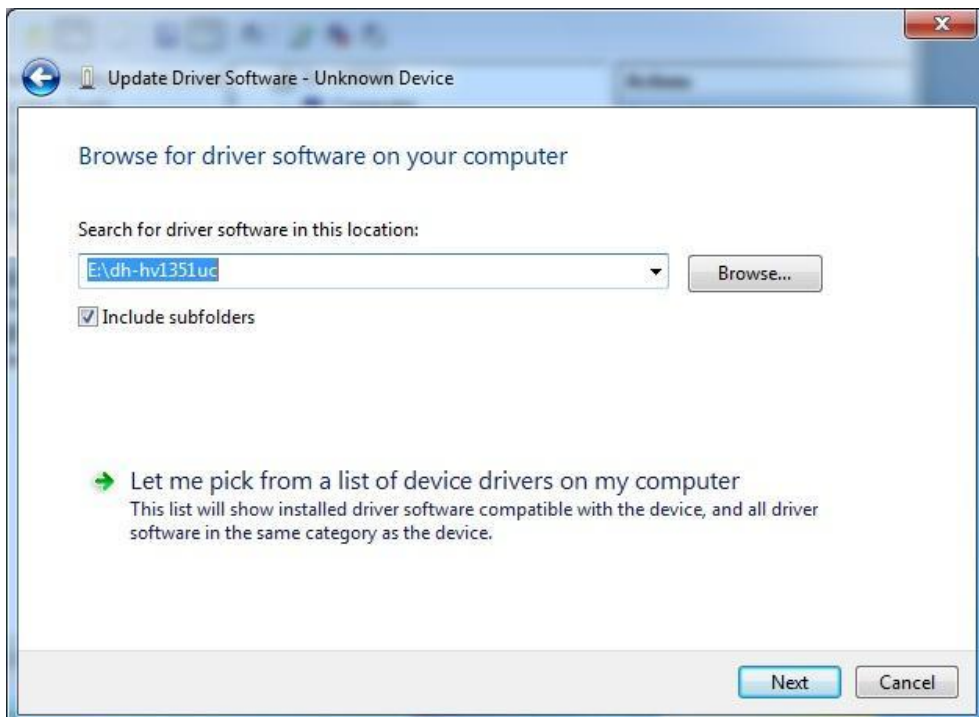 Update Driver Software - Unknown Device
Browse for driver software on your computer
Search for driver software in this location:
E:\dh-hv1351uc
Browse...
Include subfolders
Let me pick from a list of device drivers on my computer
This list will show installed driver software compatible with the device, and all driver
software in the same category as the device.
Next
Cancel